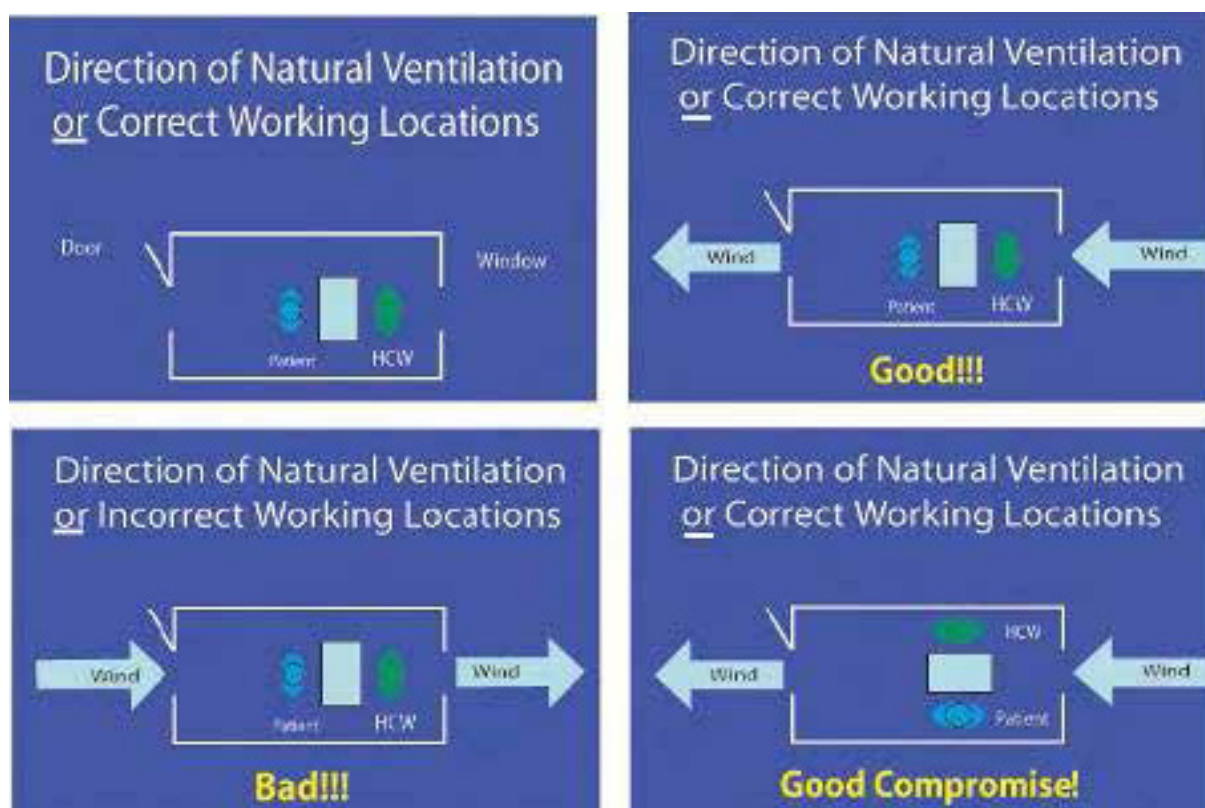 Direction of Natural Ventilation
or Correct Working Locations
Door
Window
Patient
HCW
Direction of Natural Ventilation
or Correct Working Locations
Wind
Wind
Patient
HCW
Good!!!
Direction of Natural Ventilation
or Incorrect Working Locations
Wind
Wind
Patient
HCW
Bad!!!
Direction of Natural Ventilation
or Correct Working Locations
HCW
Wind
Wind
Patient
Good Compromise!